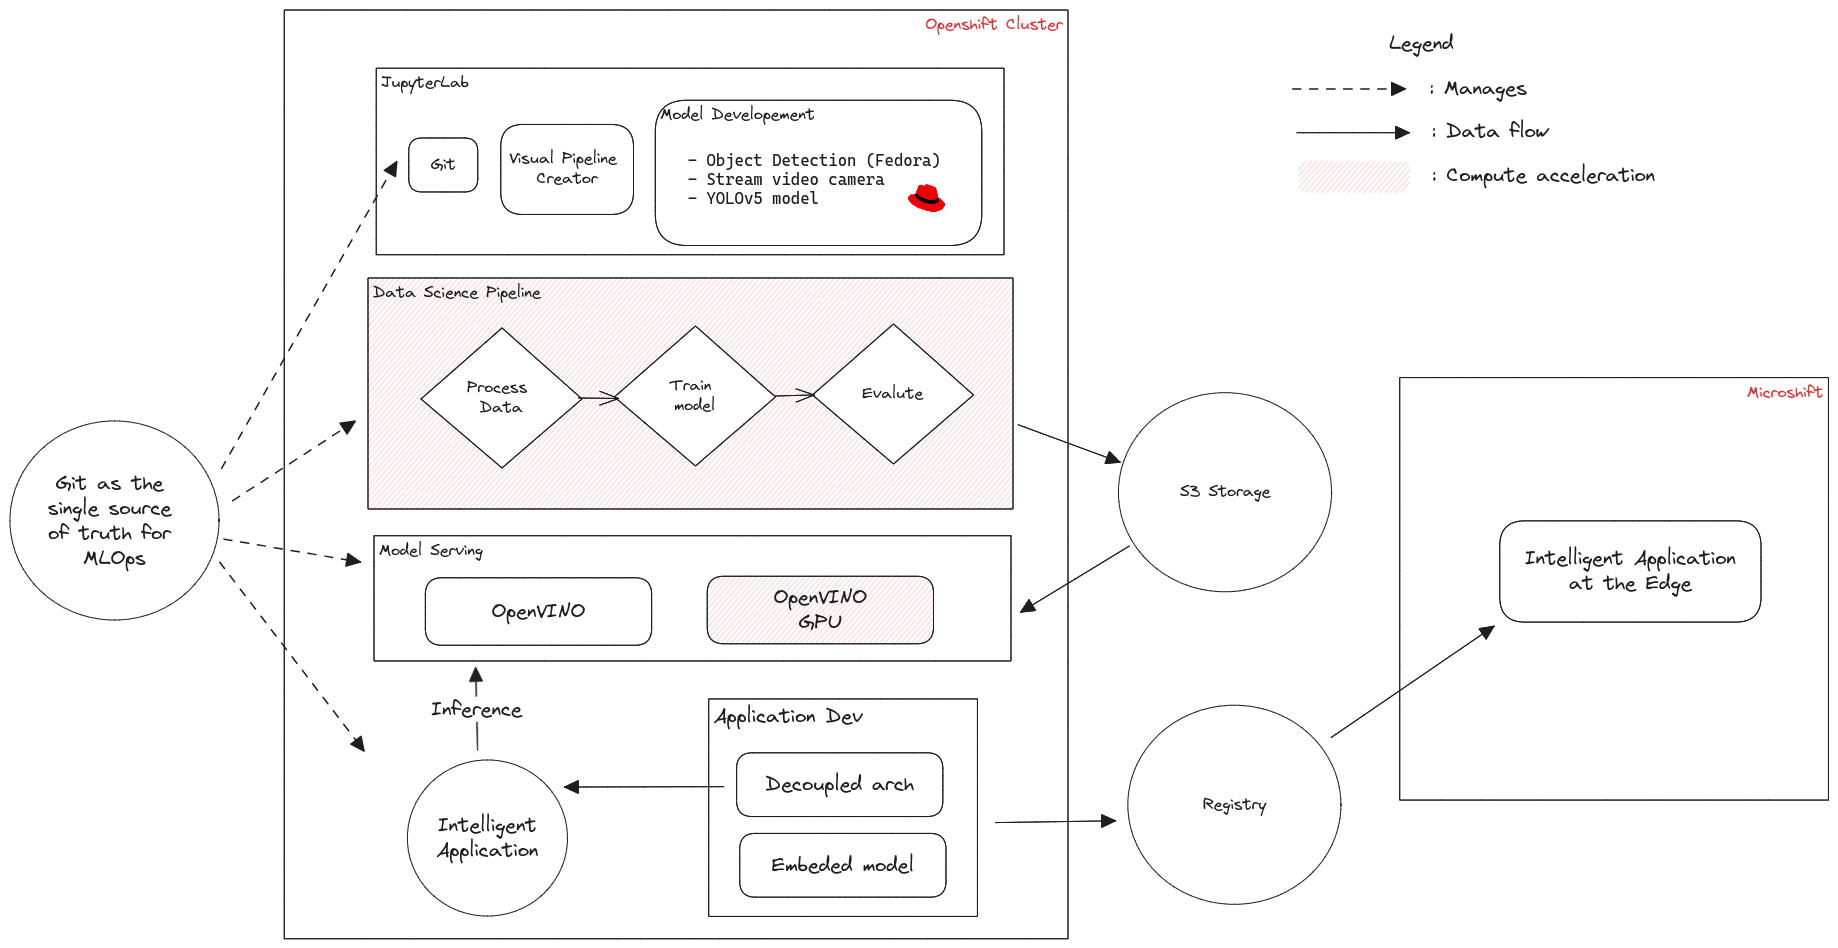 Openshift Cluster
Legend
: Manages
: Data flow
: Compute acceleration
JupyterLab
Git
Visual Pipeline
Creator
Model Developement
- Object Detection (Fedora)
- Stream video camera
- YOLOv5 model
Data Science Pipeline
Process
Data
Train
model
Evalute
Git as the
single source
of truth for
MLOps
S3 Storage
Microshift
Intelligent Application
at the Edge
Model Serving
OpenVINO
OpenVINO
GPU
Inference
Application Dev
Decoupled arch
Embeded model
Intelligent
Application
Registry